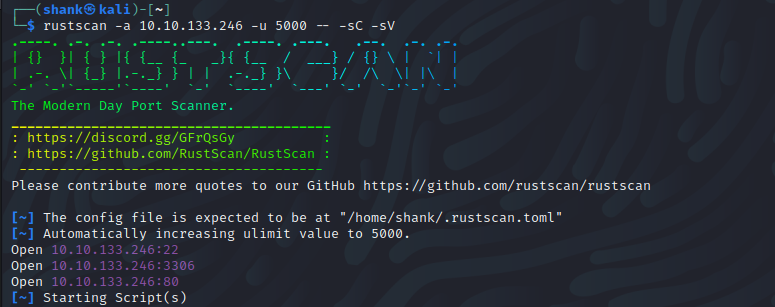 ┌──(shank㉿kali)-[~]
└─$ rustscan -a 10.10.133.246 -u 5000 -- -sC -sV
.----. .-. .-. .----..---.  .----. .---.   .--.  .-. .-.
| {}  }| { } |{ {__ {_   _}{ {__  /  ___} / {} \ |  `| |
| .-. \| {_} |.-._} } | |  .-._} }\     }/  /\  \| |\  |
`-' `-'`-----'`----'  `-'  `----'  `---' `-'  `-'`-' `-'
The Modern Day Port Scanner.
________________________________________
: https://discord.gg/GFrQsGy           :
: https://github.com/RustScan/RustScan :
 --------------------------------------
Please contribute more quotes to our GitHub https://github.com/rustscan/rustscan
[~] The config file is expected to be at "/home/shank/.rustscan.toml"
[~] Automatically increasing ulimit value to 5000.
Open 10.10.133.246:22
Open 10.10.133.246:3306
Open 10.10.133.246:80
[~] Starting Script(s)